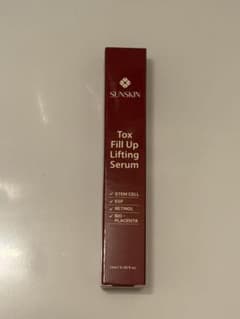 SUNSKIN
Tox
Fill Up
Lifting
Serum
STEM CELL
EGF
RETINOL
BIO -
PLACENTA